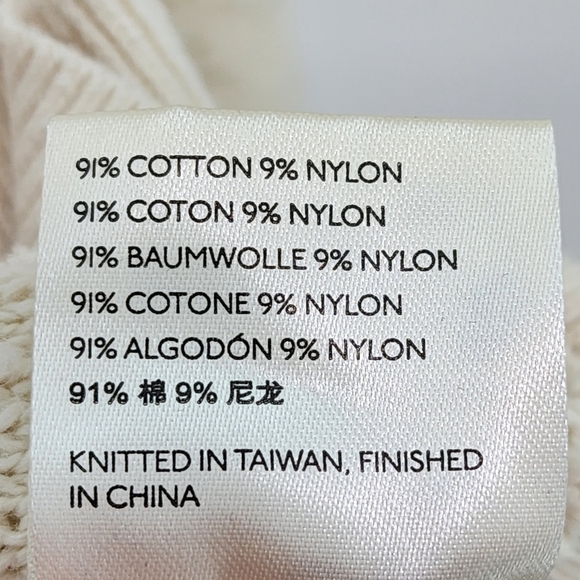 91% COTTON 9% NYLON
91% COTON 9% NYLON
91% BAUMWOLLE 9% NYLON
91% COTONE 9% NYLON
91% ALGODÓN 9% NYLON
91% 棉 9% 尼龙
KNITTED IN TAIWAN, FINISHED
IN CHINA